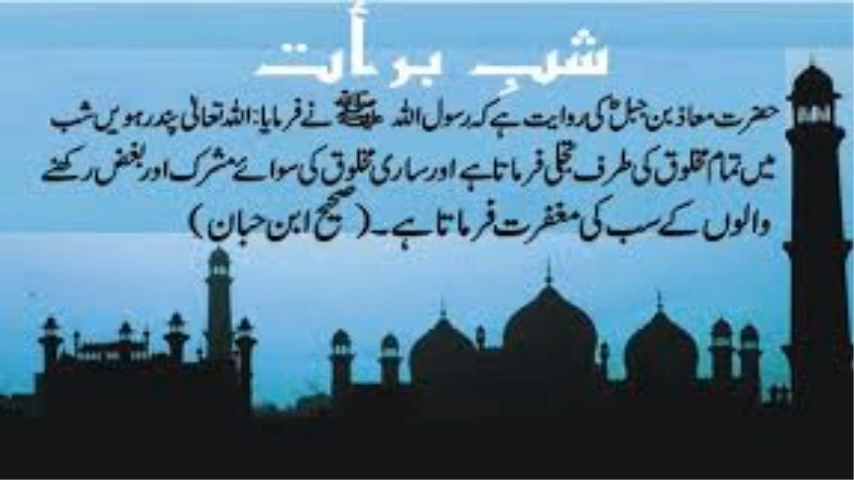 شبِ برأت
حضرت معاذ بن جبلؓ کی روایت ہے کہ رسول اللہ ﷺ نے فرمایا: اللہ تعالیٰ پندرہویں شب
میں تمام مخلوق کی طرف تجلی فرماتا ہے اور ساری مخلوق کی سوائے مشرک اور بغض رکھنے
والوں کے سب کی مغفرت فرماتا ہے۔ (صحیح ابن حبان)